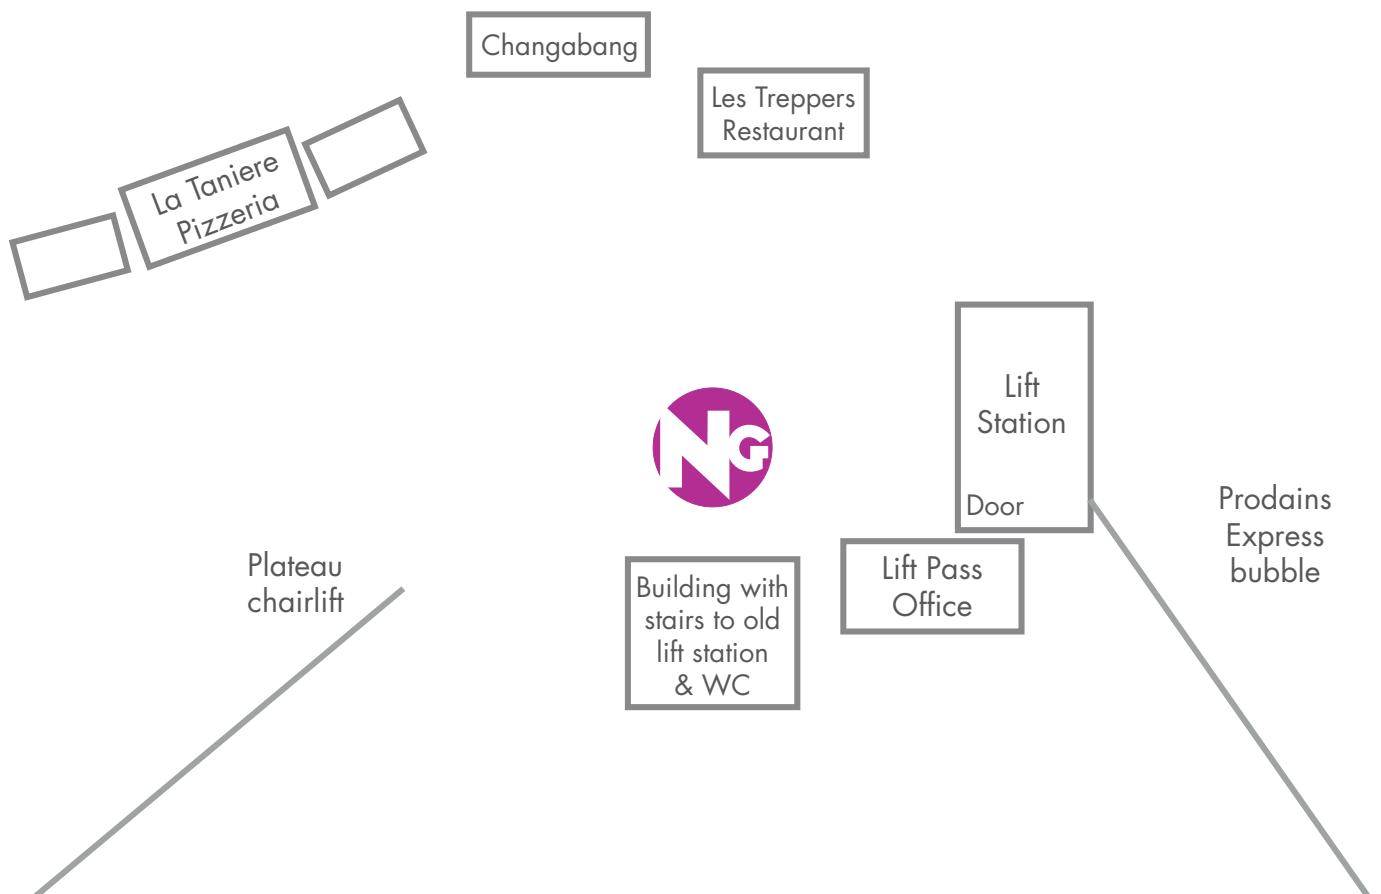 Changabang
Les Treppers
Restaurant
La Taniere
Pizzeria
Lift
Station
Door
NG
Prodains
Express
bubble
Plateau
chairlift
Lift Pass
Office
Building with
stairs to old
lift station
& WC